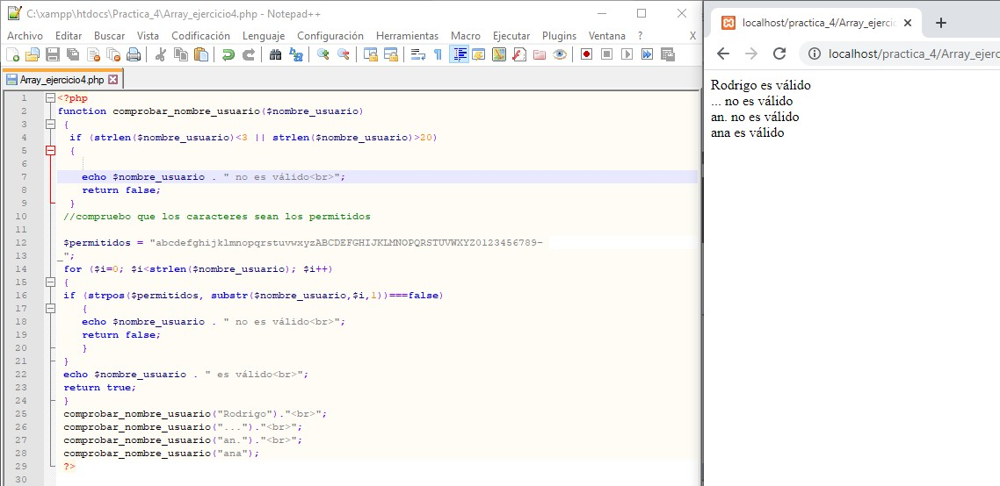 C:\xampp\htdocs\Practica_4\Array_ejercicio4.php - Notepad++
Archivo Editar Buscar Vista Codificación Lenguaje Configuración Herramientas Macro Ejecutar Plugins Ventana ? X
Array_ejercicio4.php
1 <?php
2 function comprobar_nombre_usuario($nombre_usuario)
3 {
4 if (strlen($nombre_usuario)<3 || strlen($nombre_usuario)>20)
5 {
6
7 echo $nombre_usuario . " no es válido<br>";
8 return false;
9 }
10 //compruebo que los caracteres sean los permitidos
11
12 $permitidos = "abcdefghijklmnopqrstuvwxyzABCDEFGHIJKLMNOPQRSTUVWXYZ0123456789-
13 _";
14 for ($i=0; $i<strlen($nombre_usuario); $i++)
15 {
16 if (strpos($permitidos, substr($nombre_usuario,$i,1))===false)
17 {
18 echo $nombre_usuario . " no es válido<br>";
19 return false;
20 }
21 }
22 echo $nombre_usuario . " es válido<br>";
23 return true;
24 }
25 comprobar_nombre_usuario("Rodrigo")."<br>";
26 comprobar_nombre_usuario("...")."<br>";
27 comprobar_nombre_usuario("an.")."<br>";
28 comprobar_nombre_usuario("ana");
29 ?>
30
localhost/practica_4/Array_ejercic
localhost/practica_4/Array_ejerc
Rodrigo es válido
... no es válido
an. no es válido
ana es válido